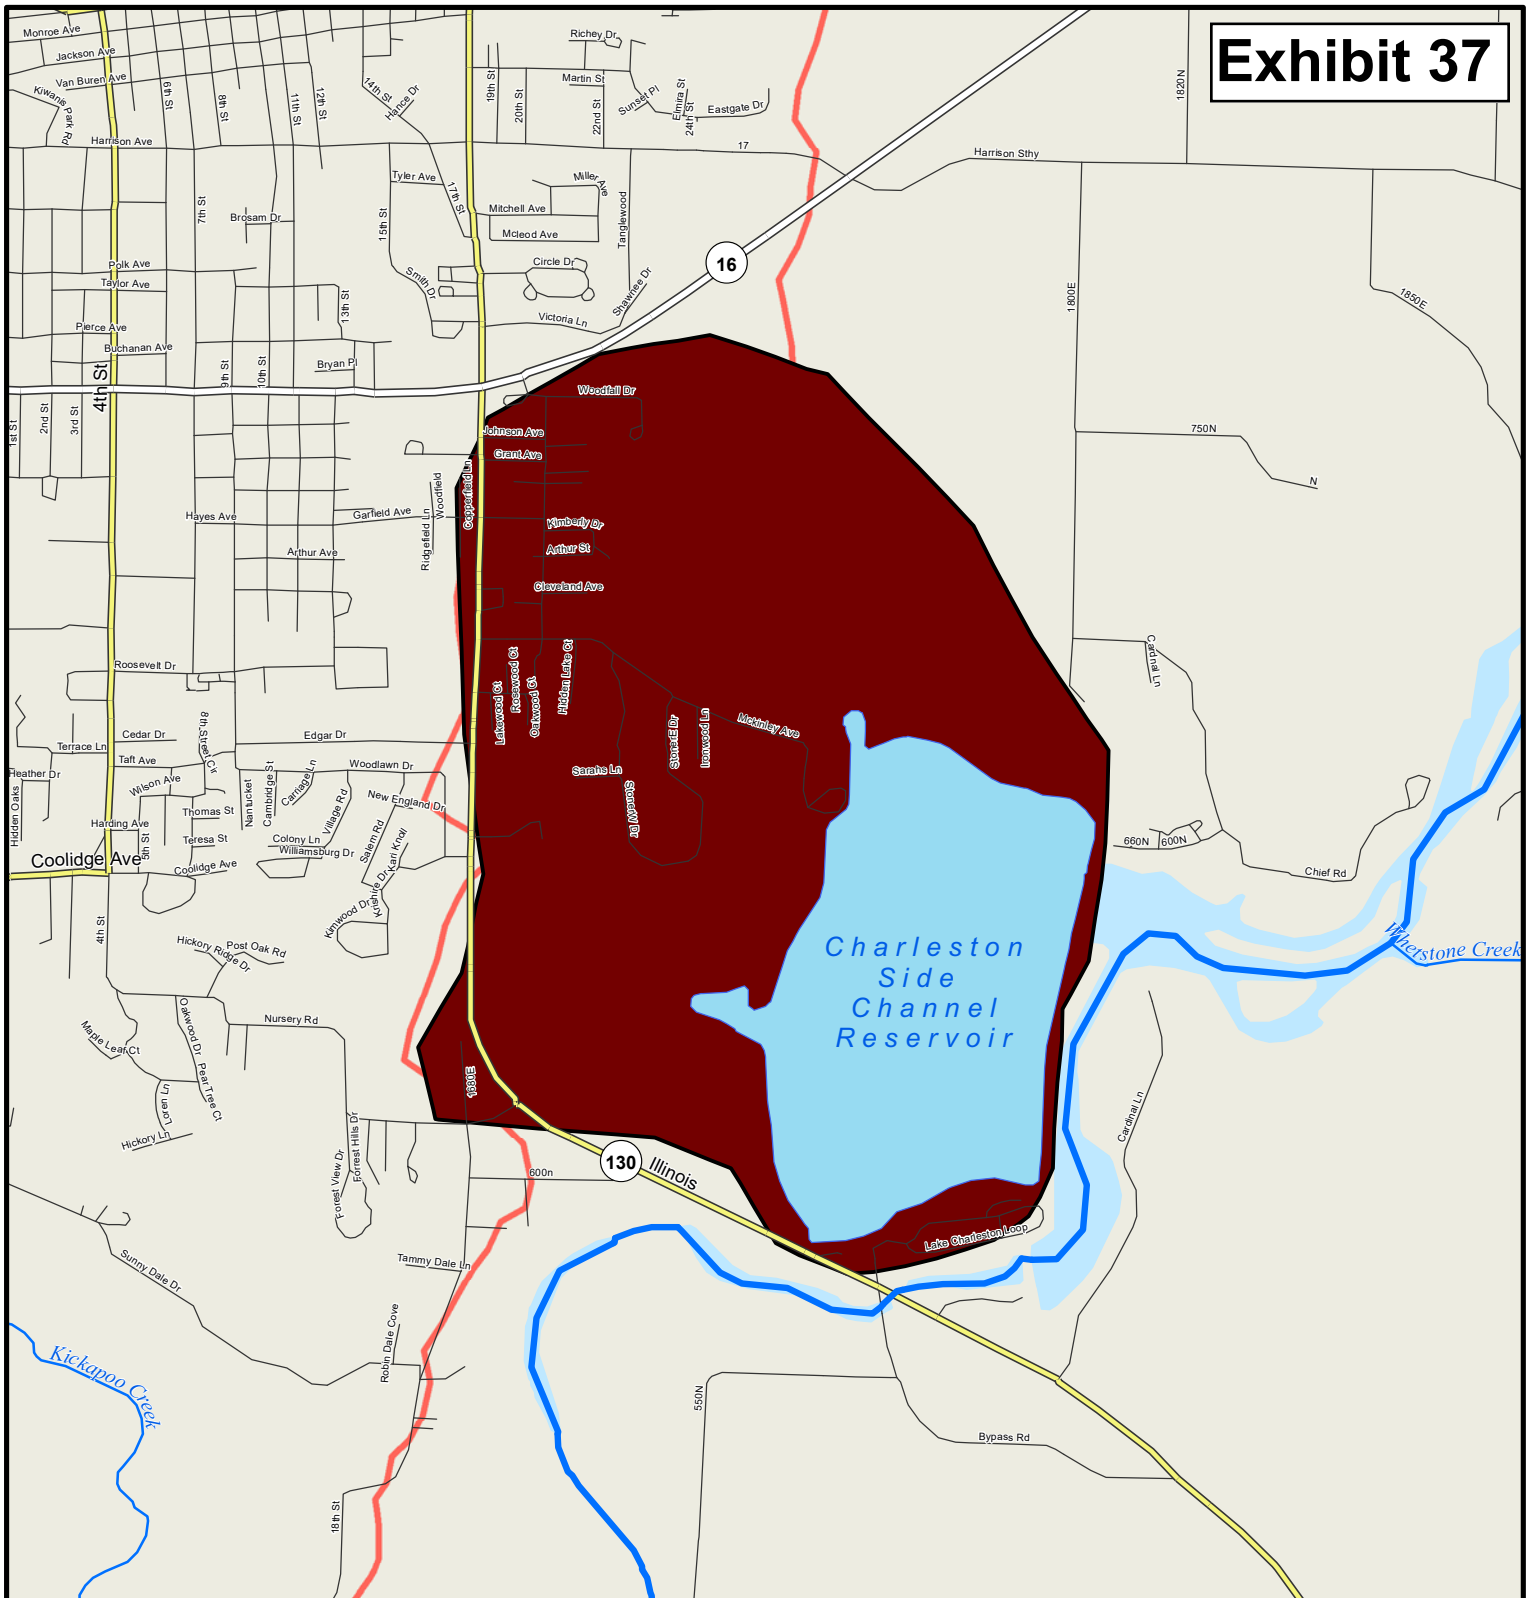 Exhibit 37
Monroe Ave
Jackson Ave
Van Buren Ave
Kiwanis Park Rd
6th St
8th St
11th St
12th St
14th St
Hance Dr
19th St
20th St
Richey Dr
Martin St
22nd St
Sunset Pl
Elmira St
24th St
Eastgate Dr
1820N
Harrison Ave
17
Harrison Sthy
Tyler Ave
17th St
Miller Ave
Mitchell Ave
Mcleod Ave
Tanglewood
7th St
Brosam Dr
15th St
Polk Ave
Taylor Ave
Smith Dr
Circle Dr
Shawnee Dr
16
1800E
1850E
13th St
Pierce Ave
Buchanan Ave
Victoria Ln
Bryan Pl
4th St
9th St
10th St
1st St
2nd St
3rd St
Woodfall Dr
Johnson Ave
Grant Ave
750N
N
Copperfield Ln
Woodfield
Ridgefield Ln
Hayes Ave
Garfield Ave
Kimberly Dr
Arthur Ave
Arthur St
Cleveland Ave
Roosevelt Dr
Lakewood Ct
Rosewood Ct
Oakwood Ct
Hidden Lake Ct
Cardnal Ln
Stoner E Dr
Ironwood Ln
Mckinley Ave
8th Street Cir
Cedar Dr
Terrace Ln
Edgar Dr
Taft Ave
Heather Dr
Hidden Oaks
Wilson Ave
Nantucket
Cambridge St
Carriage Ln
Woodlawn Dr
Sarahs Ln
Stoner W Dr
New England Dr
Village Rd
Thomas St
Harding Ave
5th St
Teresa St
Colony Ln
Williamsburg Dr
Salem Rd
Karl Knoll
Coolidge Ave
Coolidge Ave
Krishire Dr
Kimwood Dr
660N
600N
Chief Rd
4th St
Hickory Ridge Dr
Post Oak Rd
Charleston
Side
Channel
Reservoir
Whetstone Creek
Oakwood Dr
Nursery Rd
Maple Leaf Ct
Pear Tree Ct
Loren Ln
Hickory Ln
1680E
Forrest Hills Dr
Forest View Dr
130
Illinois
600n
Cardinal Ln
Lake Charleston Loop
Sunny Dale Dr
Tammy Dale Ln
Robin Dale Cove
Kickapoo Creek
550N
Bypass Rd
18th St